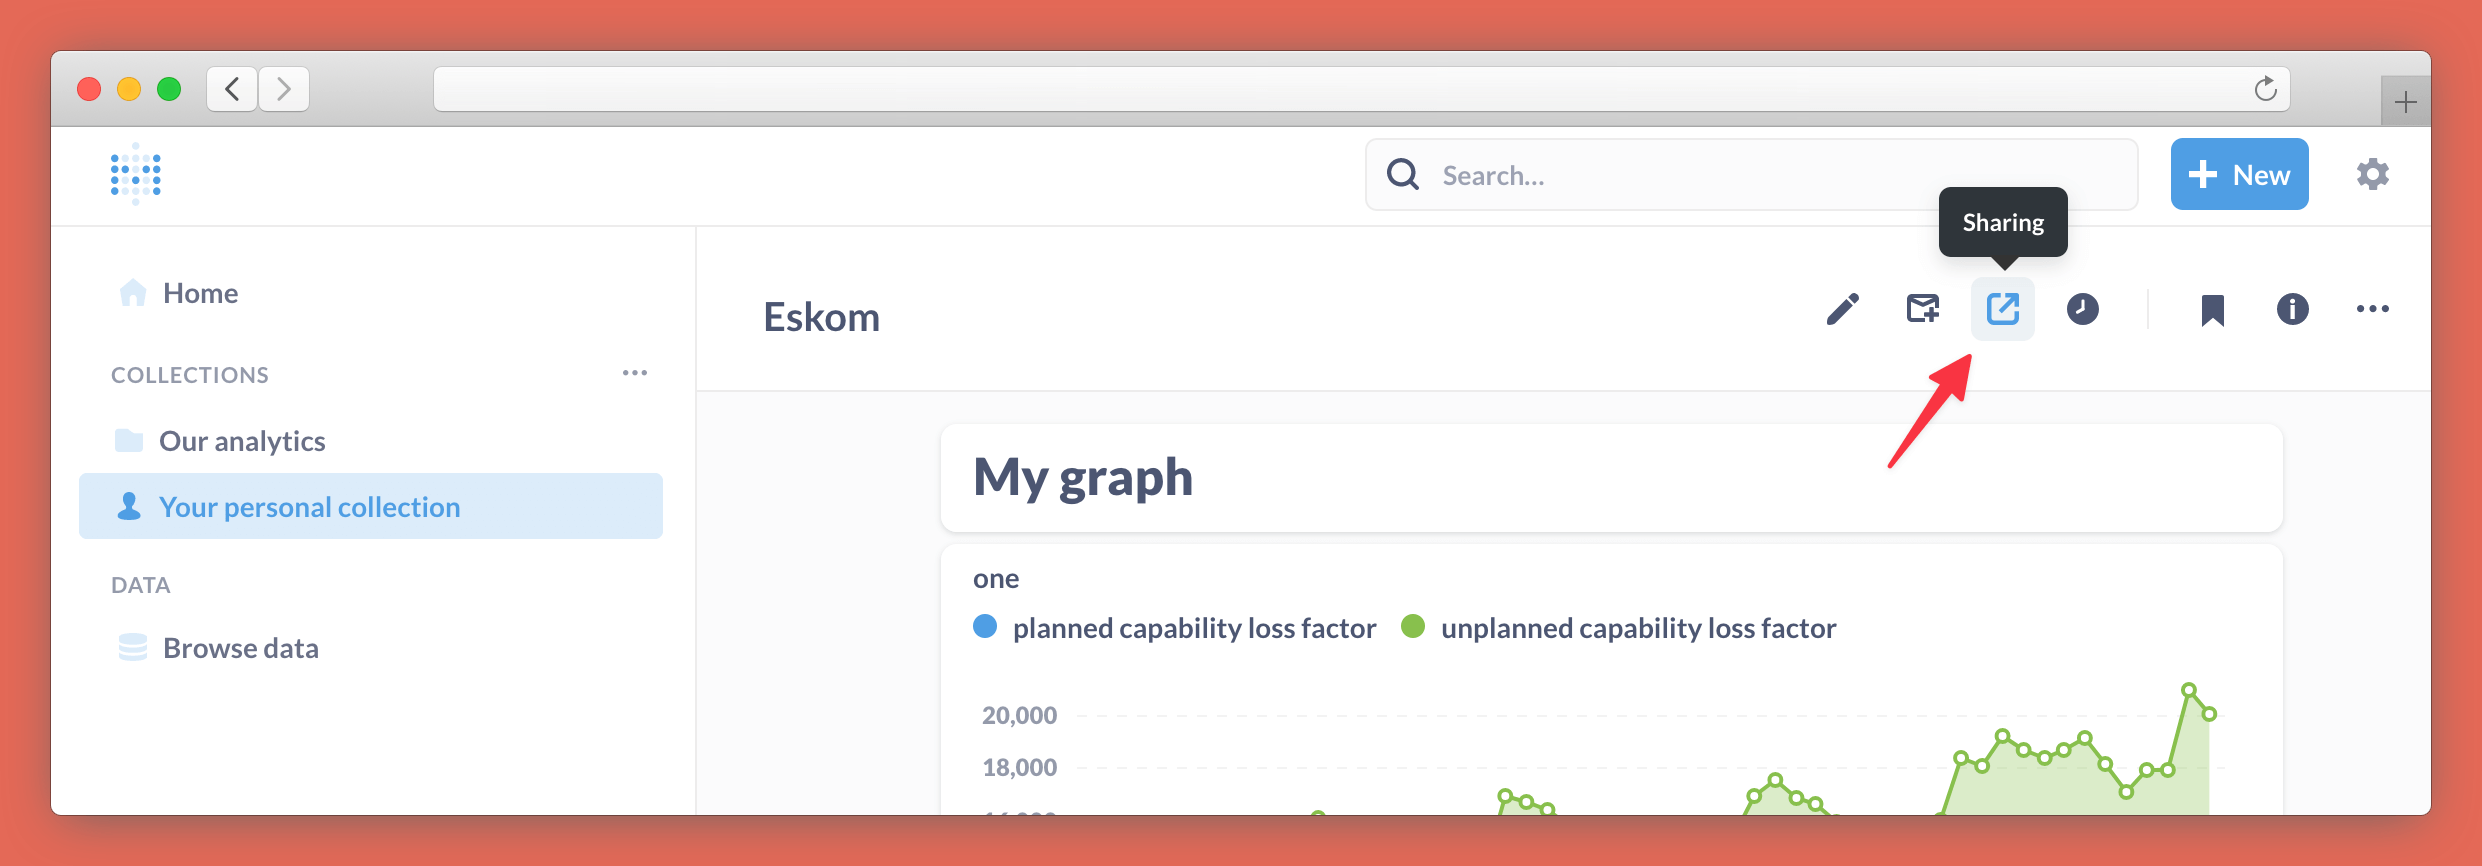 Search...
New
Sharing
Home
Eskom
COLLECTIONS
Our analytics
My graph
Your personal collection
one
DATA
planned capability loss factor unplanned capability loss factor
Browse data
20,000
18,000